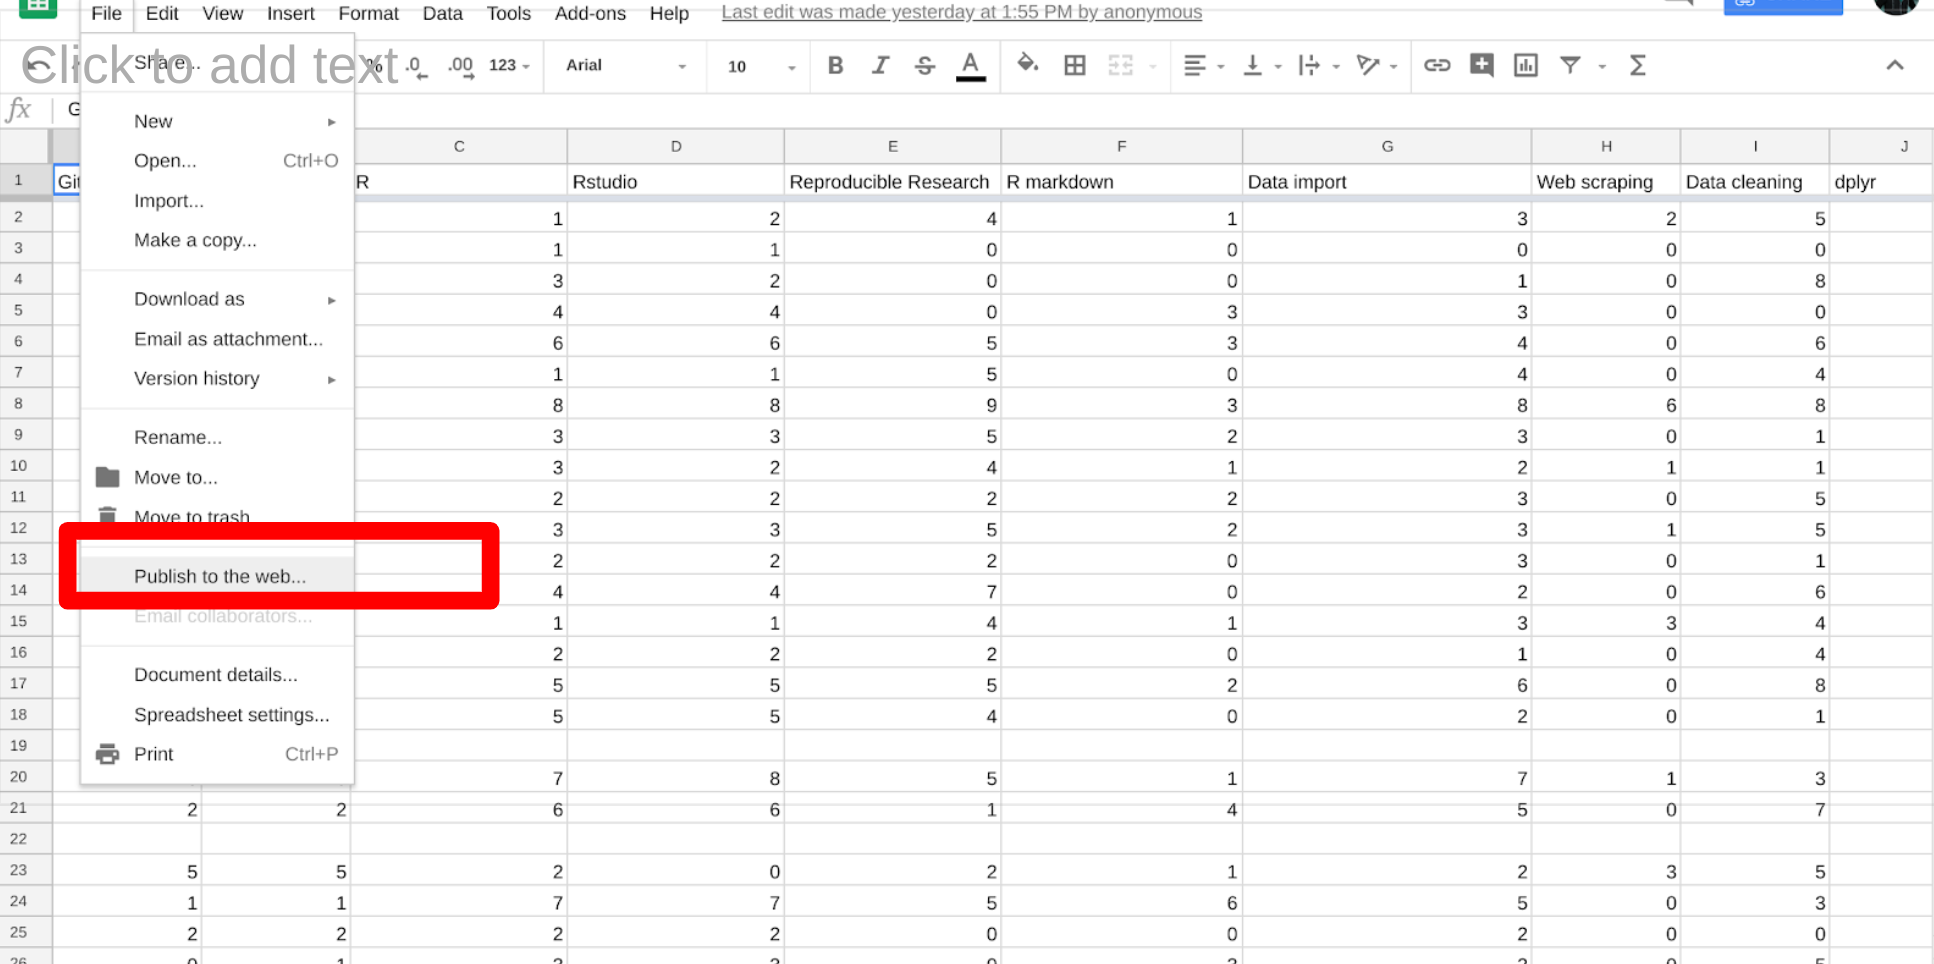 File Edit View Insert Format Data Tools Add-ons Help Last edit was made yesterday at 1:55 PM by anonymous
Click to add text
Share...
% .0 .00 123 Arial 10 B I S A Σ
fx G
New
Open... Ctrl+O
Import...
Make a copy...
Download as
Email as attachment...
Version history
Rename...
Move to...
Move to trash
Publish to the web...
Email collaborators...
Document details...
Spreadsheet settings...
Print Ctrl+P
C D E F G H I J
1 Git R Rstudio Reproducible Research R markdown Data import Web scraping Data cleaning dplyr
2 1 2 4 1 3 2 5
3 1 1 0 0 0 0 0
4 3 2 0 0 1 0 8
5 4 4 0 3 3 0 0
6 6 6 5 3 4 0 6
7 1 1 5 0 4 0 4
8 8 8 9 3 8 6 8
9 3 3 5 2 3 0 1
10 3 2 4 1 2 1 1
11 2 2 2 2 3 0 5
12 3 3 5 2 3 1 5
13 2 2 2 0 3 0 1
14 4 4 7 0 2 0 6
15 1 1 4 1 3 3 4
16 2 2 2 0 1 0 4
17 5 5 5 2 6 0 8
18 5 5 4 0 2 0 1
19
20 7 8 5 1 7 1 3
21 2 2 6 6 1 4 5 0 7
22
23 5 5 2 0 2 1 2 3 5
24 1 1 7 7 5 6 5 0 3
25 2 2 2 2 0 0 2 0 0